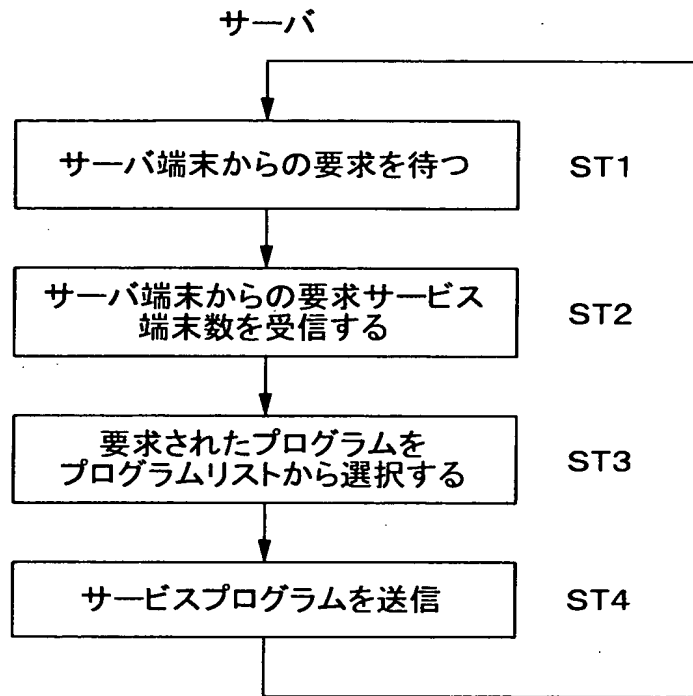 サーバ
サーバ端末からの要求を待つ
ST1
サーバ端末からの要求サービス
端末数を受信する
ST2
要求されたプログラムを
プログラムリストから選択する
ST3
サービスプログラムを送信
ST4